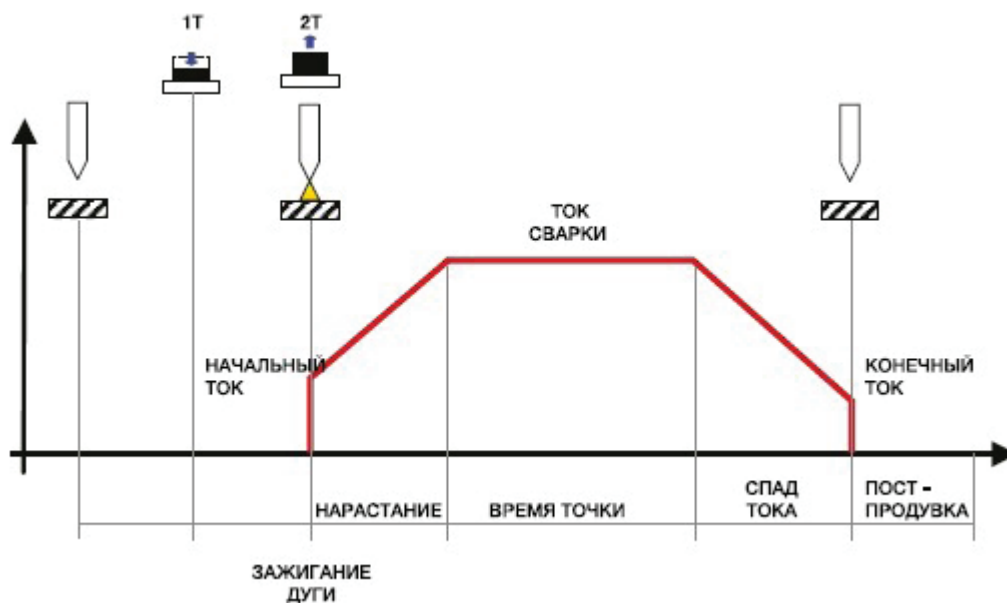 1T
2T
ТОК
СВАРКИ
НАЧАЛЬНЫЙ
ТОК
КОНЕЧНЫЙ
ТОК
НАРАСТАНИЕ
ВРЕМЯ ТОЧКИ
СПАД
ТОКА
ПОСТ -
ПРОДУВКА
ЗАЖИГАНИЕ
ДУГИ